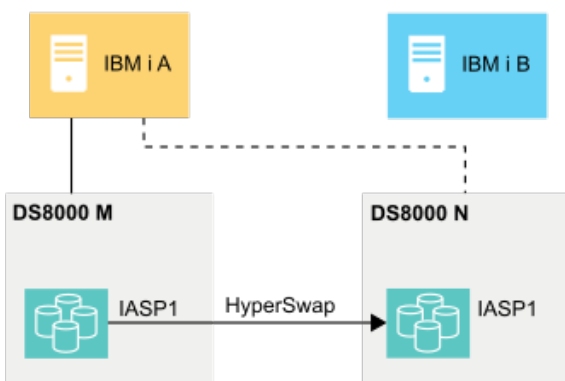 IBM i A
IBM i B
DS8000 M
DS8000 N
IASP1
HyperSwap
IASP1